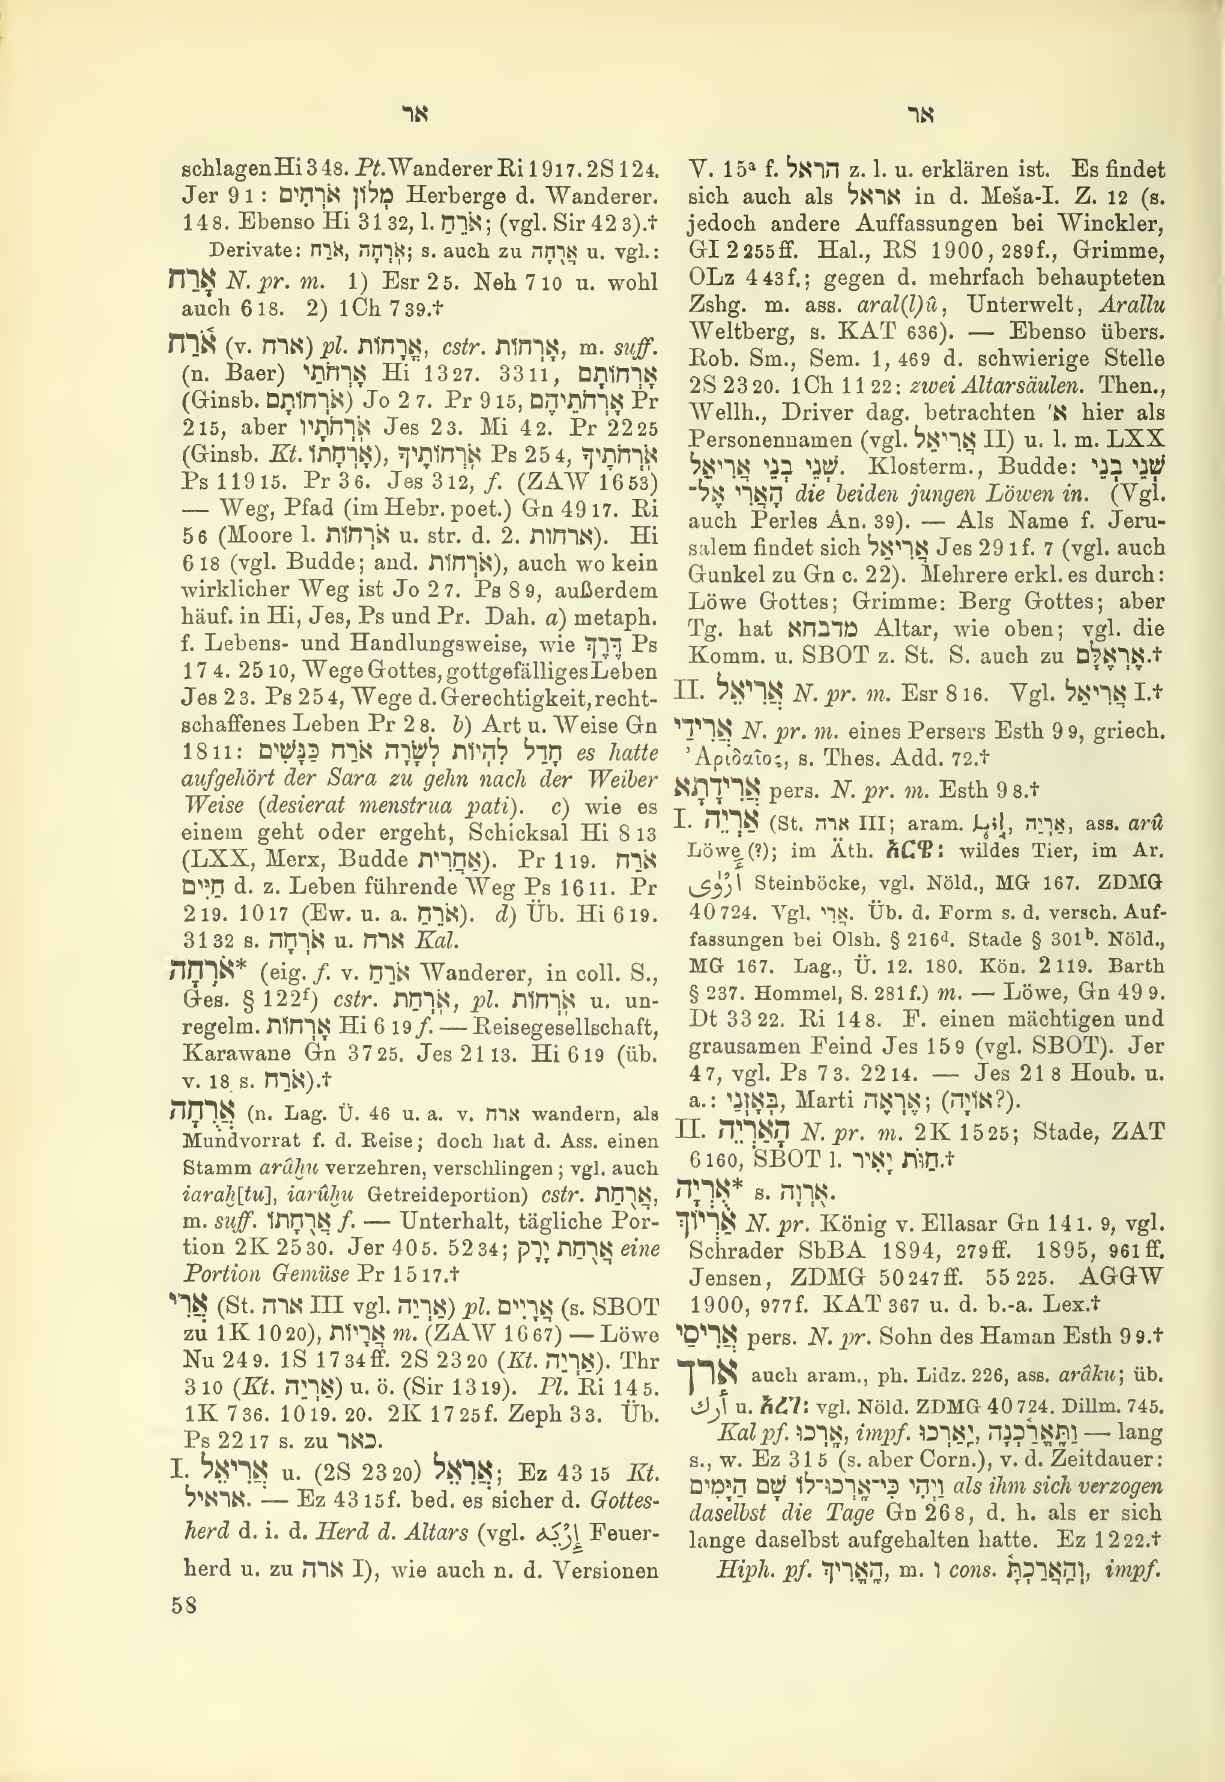 אר
אר
schlagen Hi 34 8. Pt. Wanderer Ri 19 17. 2S 12 4.
Jer 9 1: מְלוֹן אֹרְחִים Herberge d. Wanderer.
14 8. Ebenso Hi 31 32, l. אֹרֵחַ; (vgl. Sir 42 3).†
Derivate: אֹרַח, אֹרְחָה; s. auch zu אֲרֻחָה u. vgl.:
אָרַח N. pr. m. 1) Esr 2 5. Neh 7 10 u. wohl
auch 6 18. 2) 1Ch 7 39.†
אֹרַח (v. ארח) pl. אֳרָחוֹת, cstr. אָרְחוֹת, m. suff.
(n. Baer) אָרְחֹתַי Hi 13 27. 33 11, אָרְחוֹתָם
(Ginsb. אֹרְחוֹתָם) Jo 2 7. Pr 9 15, אָרְחֹתֵיהֶם Pr
2 15, aber אֹרְחֹתָיו Jes 2 3. Mi 4 2. Pr 22 25
(Ginsb. Kt. אָרְחָתוֹ), אֹרְחוֹתֶיךָ Ps 25 4, אֹרְחֹתֶיךָ
Ps 119 15. Pr 3 6. Jes 3 12, f. (ZAW 16 53)
— Weg, Pfad (im Hebr. poet.) Gn 49 17. Ri
5 6 (Moore l. אֹרְחוֹת u. str. d. 2. ארחות). Hi
6 18 (vgl. Budde; and. אֹרְחוֹת), auch wo kein
wirklicher Weg ist Jo 2 7. Ps 8 9, außerdem
häuf. in Hi, Jes, Ps und Pr. Dah. a) metaph.
f. Lebens- und Handlungsweise, wie דֶּרֶךְ Ps
17 4. 25 10, Wege Gottes, gottgefälliges Leben
Jes 2 3. Ps 25 4, Wege d. Gerechtigkeit, recht-
schaffenes Leben Pr 2 8. b) Art u. Weise Gn
18 11: חָדַל לִהְיוֹת לְשָׂרָה אֹרַח כַּנָּשִׁים es hatte
aufgehört der Sara zu gehn nach der Weiber
Weise (desierat menstrua pati). c) wie es
einem geht oder ergeht, Schicksal Hi 8 13
(LXX, Merx, Budde אַחֲרִית). Pr 1 19. אֹרַח
חַיִּים d. z. Leben führende Weg Ps 16 11. Pr
2 19. 10 17 (Ew. u. a. אֹרֵחַ). d) Üb. Hi 6 19.
31 32 s. אֹרְחָה u. ארח Kal.
אֹרְחָה* (eig. f. v. אֹרֵחַ Wanderer, in coll. S.,
Ges. § 122f) cstr. אֹרְחַת, pl. אֹרְחוֹת u. un-
regelm. אָרְחוֹת Hi 6 19 f. — Reisegesellschaft,
Karawane Gn 37 25. Jes 21 13. Hi 6 19 (üb.
v. 18 s. אֹרַח).†
אֲרֻחָה (n. Lag. Ü. 46 u. a. v. ארח wandern, als
Mundvorrat f. d. Reise; doch hat d. Ass. einen
Stamm arâḫu verzehren, verschlingen; vgl. auch
iaraḫ[tu], iarûḫu Getreideportion) cstr. אֲרֻחַת,
m. suff. אֲרֻחָתוֹ f. — Unterhalt, tägliche Por-
tion 2K 25 30. Jer 40 5. 52 34; אֲרֻחַת יָרָק eine
Portion Gemüse Pr 15 17.†
אֲרִי (St. ארה III vgl. אַרְיֵה) pl. אֲרָיִים (s. SBOT
zu 1K 10 20), אֲרָיוֹת m. (ZAW 16 67) — Löwe
Nu 24 9. 1S 17 34 ff. 2S 23 20 (Kt. אַרְיֵה). Thr
3 10 (Kt. אַרְיֵה) u. ö. (Sir 13 19). Pl. Ri 14 5.
1K 7 36. 10 19. 20. 2K 17 25f. Zeph 3 3. Üb.
Ps 22 17 s. zu כאר.
I. אֲרִיאֵל u. (2S 23 20) אֲרִאֵל; Ez 43 15 Kt.
אראיל. — Ez 43 15f. bed. es sicher d. Gottes-
herd d. i. d. Herd d. Altars (vgl. إِرَّةٌ Feuer-
herd u. zu ארה I), wie auch n. d. Versionen
58
V. 15ᵃ f. הראל z. l. u. erklären ist. Es findet
sich auch als אראל in d. Meša-I. Z. 12 (s.
jedoch andere Auffassungen bei Winckler,
GI 2 255 ff. Hal., RS 1900, 289 f., Grimme,
OLz 4 43 f.; gegen d. mehrfach behaupteten
Zshg. m. ass. aral(l)û, Unterwelt, Arallu
Weltberg, s. KAT 636). — Ebenso übers.
Rob. Sm., Sem. 1, 469 d. schwierige Stelle
2S 23 20. 1Ch 11 22: zwei Altarsäulen. Then.,
Wellh., Driver dag. betrachten א' hier als
Personennamen (vgl. אֲרִיאֵל II) u. l. m. LXX
שְׁנֵי בְנֵי אֲרִיאֵל. Klosterm., Budde: שְׁנֵי בְנֵי
הָאֲרִי אֶל־ die beiden jungen Löwen in. (Vgl.
auch Perles An. 39). — Als Name f. Jeru-
salem findet sich אֲרִיאֵל Jes 29 1 f. 7 (vgl. auch
Gunkel zu Gn c. 22). Mehrere erkl. es durch:
Löwe Gottes; Grimme: Berg Gottes; aber
Tg. hat מדבחא Altar, wie oben; vgl. die
Komm. u. SBOT z. St. S. auch zu אֶרְאֶלָּם.†
II. אֲרִיאֵל N. pr. m. Esr 8 16. Vgl. אֲרִיאֵל I.†
אֲרִידַי N. pr. m. eines Persers Esth 9 9, griech.
Ἀριδαῖος, s. Thes. Add. 72.†
אֲרִידָתָא pers. N. pr. m. Esth 9 8.†
I. אַרְיֵה (St. ארה III; aram. אַרְיֵה, ass. arû
Löwe (?); im Äth. አርዌ: wildes Tier, im Ar.
أَرْوَى Steinböcke, vgl. Nöld., MG 167. ZDMG
40 724. Vgl. אֲרִי. Üb. d. Form s. d. versch. Auf-
fassungen bei Olsh. § 216ᵈ. Stade § 301ᵇ. Nöld.,
MG 167. Lag., Ü. 12. 180. Kön. 2 119. Barth
§ 237. Hommel, S. 281 f.) m. — Löwe, Gn 49 9.
Dt 33 22. Ri 14 8. F. einen mächtigen und
grausamen Feind Jes 15 9 (vgl. SBOT). Jer
4 7, vgl. Ps 7 3. 22 14. — Jes 21 8 Houb. u.
a.: בְּאָזְנַי, Marti אֶרְאֶה; (אוֹיָה?).
II. הָאַרְיֵה N. pr. m. 2K 15 25; Stade, ZAT
6 160, SBOT l. חַוֹּת יָאִיר.†
אֻרְיָה* s. אֻרְוָה.
אַרְיוֹךְ N. pr. König v. Ellasar Gn 14 1. 9, vgl.
Schrader SbBA 1894, 279 ff. 1895, 961 ff.
Jensen, ZDMG 50 247 ff. 55 225. AGGW
1900, 977 f. KAT 367 u. d. b.-a. Lex.†
אֲרִיסַי pers. N. pr. Sohn des Haman Esth 9 9.†
ארך auch aram., ph. Lidz. 226, ass. arâku; üb.
أرك u. አረገ: vgl. Nöld. ZDMG 40 724. Dillm. 745.
Kal pf. אָרְכוּ, impf. יַאַרְכוּ, וַתֶּאֱרַכְנָה — lang
s., w. Ez 31 5 (s. aber Corn.), v. d. Zeitdauer:
וַיְהִי כִּי־אָרְכוּ־לוֹ שָׁם הַיָּמִים als ihm sich verzogen
daselbst die Tage Gn 26 8, d. h. als er sich
lange daselbst aufgehalten hatte. Ez 12 22.†
Hiph. pf. הֶאֱרִיךְ, m. ו cons. וְהַאֲרַכְתָּ, impf.